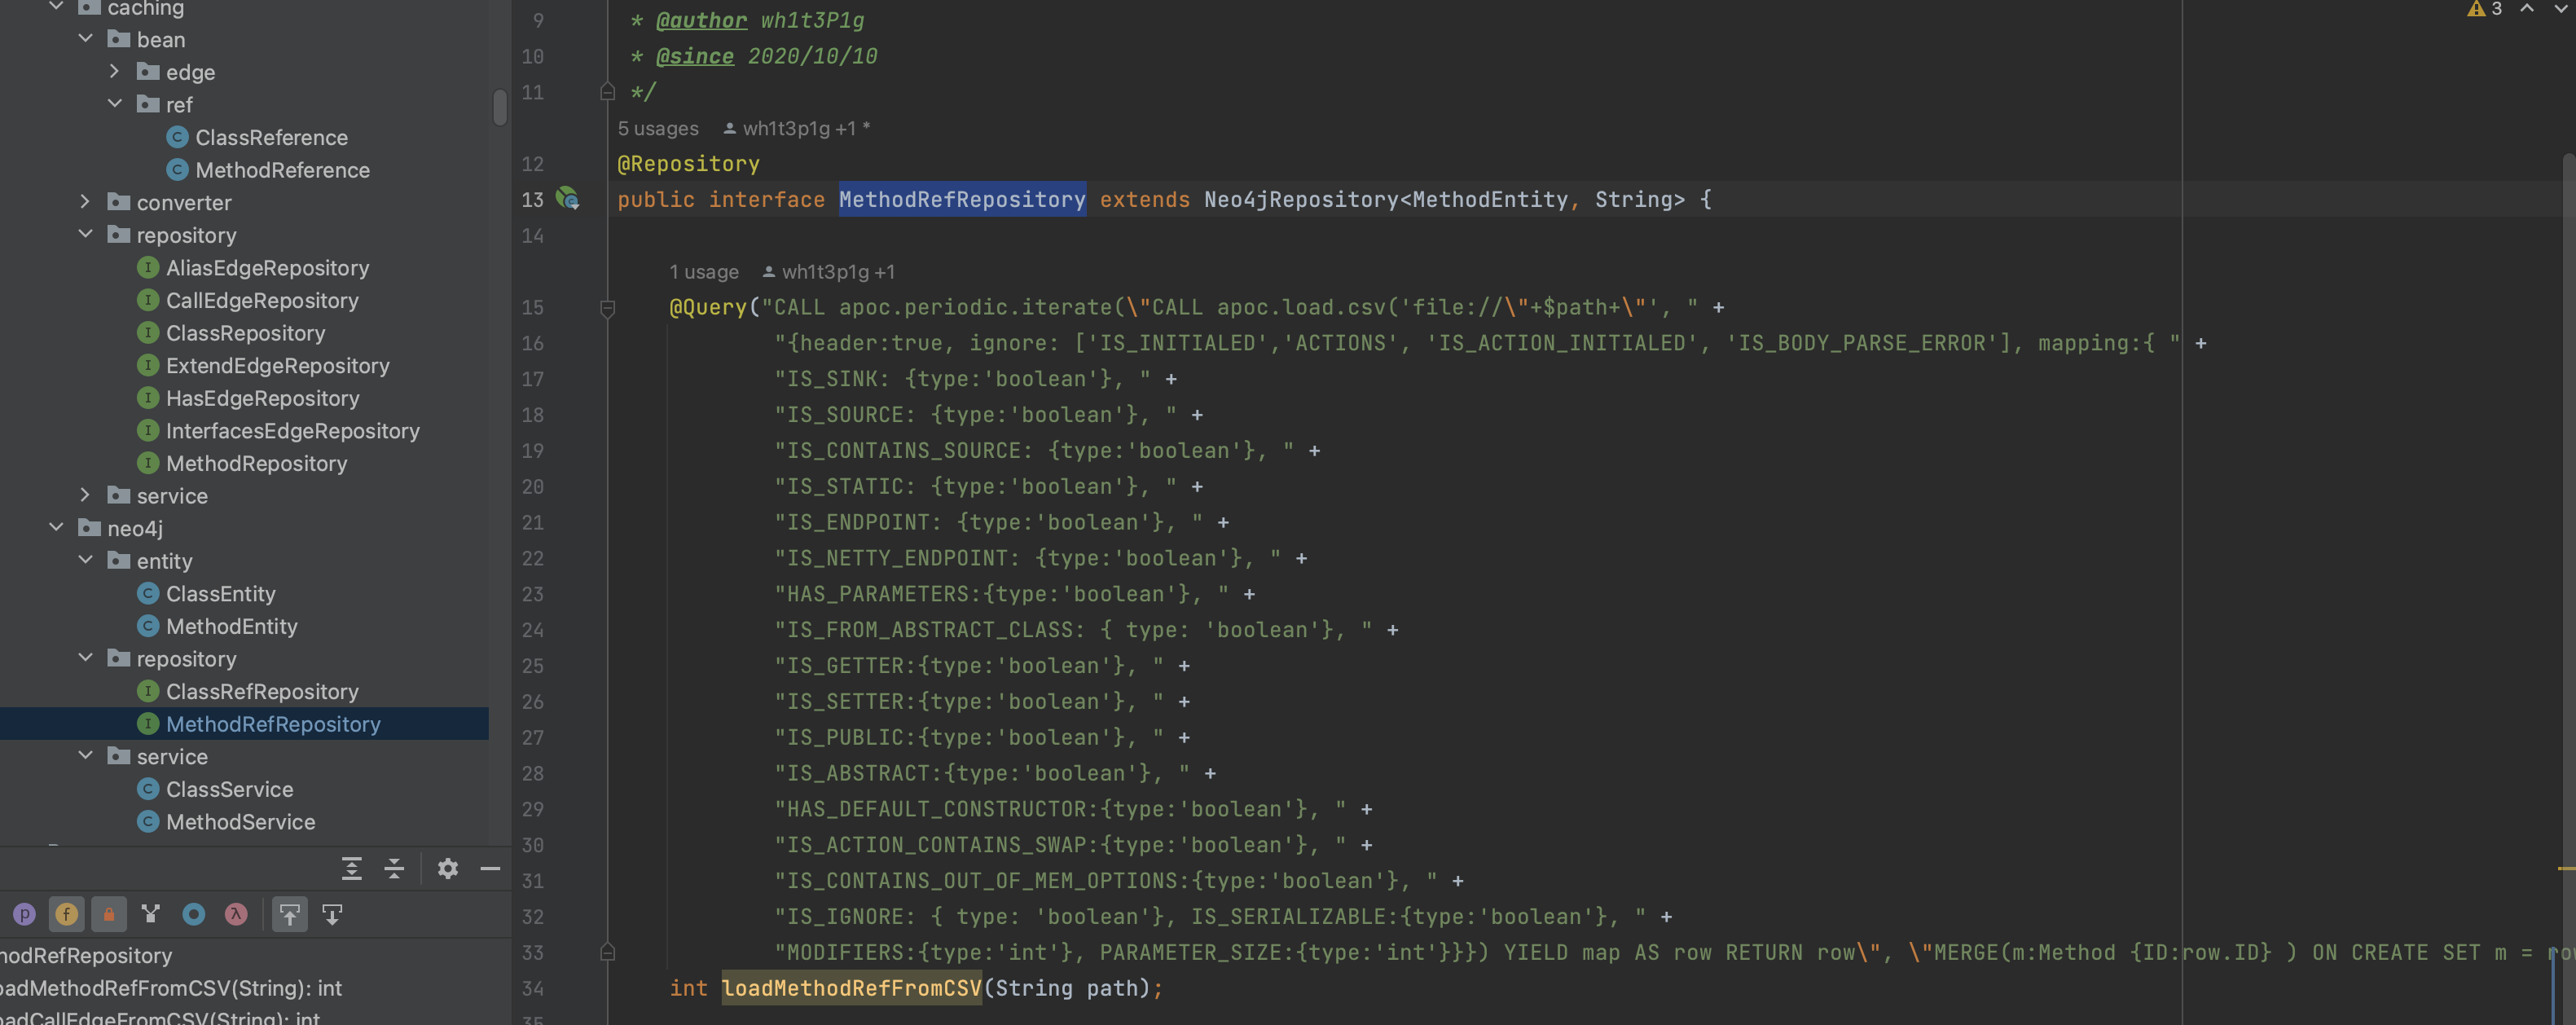 caching
bean
edge
ref
ClassReference
MethodReference
converter
repository
AliasEdgeRepository
CallEdgeRepository
ClassRepository
ExtendEdgeRepository
HasEdgeRepository
InterfacesEdgeRepository
MethodRepository
service
neo4j
entity
ClassEntity
MethodEntity
repository
ClassRefRepository
MethodRefRepository
service
ClassService
MethodService
p f λ
hodRefRepository
oadMethodRefFromCSV(String): int
oadCallEdgeFromCSV(String): int
3
9 * @author wh1t3P1g
10 * @since 2020/10/10
11 */
5 usages wh1t3p1g +1 *
12 @Repository
13 public interface MethodRefRepository extends Neo4jRepository<MethodEntity, String> {
14
1 usage wh1t3p1g +1
15 @Query("CALL apoc.periodic.iterate(\"CALL apoc.load.csv('file://\"+$path+\"', " +
16 "{header:true, ignore: ['IS_INITIALED','ACTIONS', 'IS_ACTION_INITIALED', 'IS_BODY_PARSE_ERROR'], mapping:{ " +
17 "IS_SINK: {type:'boolean'}, " +
18 "IS_SOURCE: {type:'boolean'}, " +
19 "IS_CONTAINS_SOURCE: {type:'boolean'}, " +
20 "IS_STATIC: {type:'boolean'}, " +
21 "IS_ENDPOINT: {type:'boolean'}, " +
22 "IS_NETTY_ENDPOINT: {type:'boolean'}, " +
23 "HAS_PARAMETERS:{type:'boolean'}, " +
24 "IS_FROM_ABSTRACT_CLASS: { type: 'boolean'}, " +
25 "IS_GETTER:{type:'boolean'}, " +
26 "IS_SETTER:{type:'boolean'}, " +
27 "IS_PUBLIC:{type:'boolean'}, " +
28 "IS_ABSTRACT:{type:'boolean'}, " +
29 "HAS_DEFAULT_CONSTRUCTOR:{type:'boolean'}, " +
30 "IS_ACTION_CONTAINS_SWAP:{type:'boolean'}, " +
31 "IS_CONTAINS_OUT_OF_MEM_OPTIONS:{type:'boolean'}, " +
32 "IS_IGNORE: { type: 'boolean'}, IS_SERIALIZABLE:{type:'boolean'}, " +
33 "MODIFIERS:{type:'int'}, PARAMETER_SIZE:{type:'int'}}}) YIELD map AS row RETURN row\", \"MERGE(m:Method {ID:row.ID} ) ON CREATE SET m = ro
34 int loadMethodRefFromCSV(String path);
35